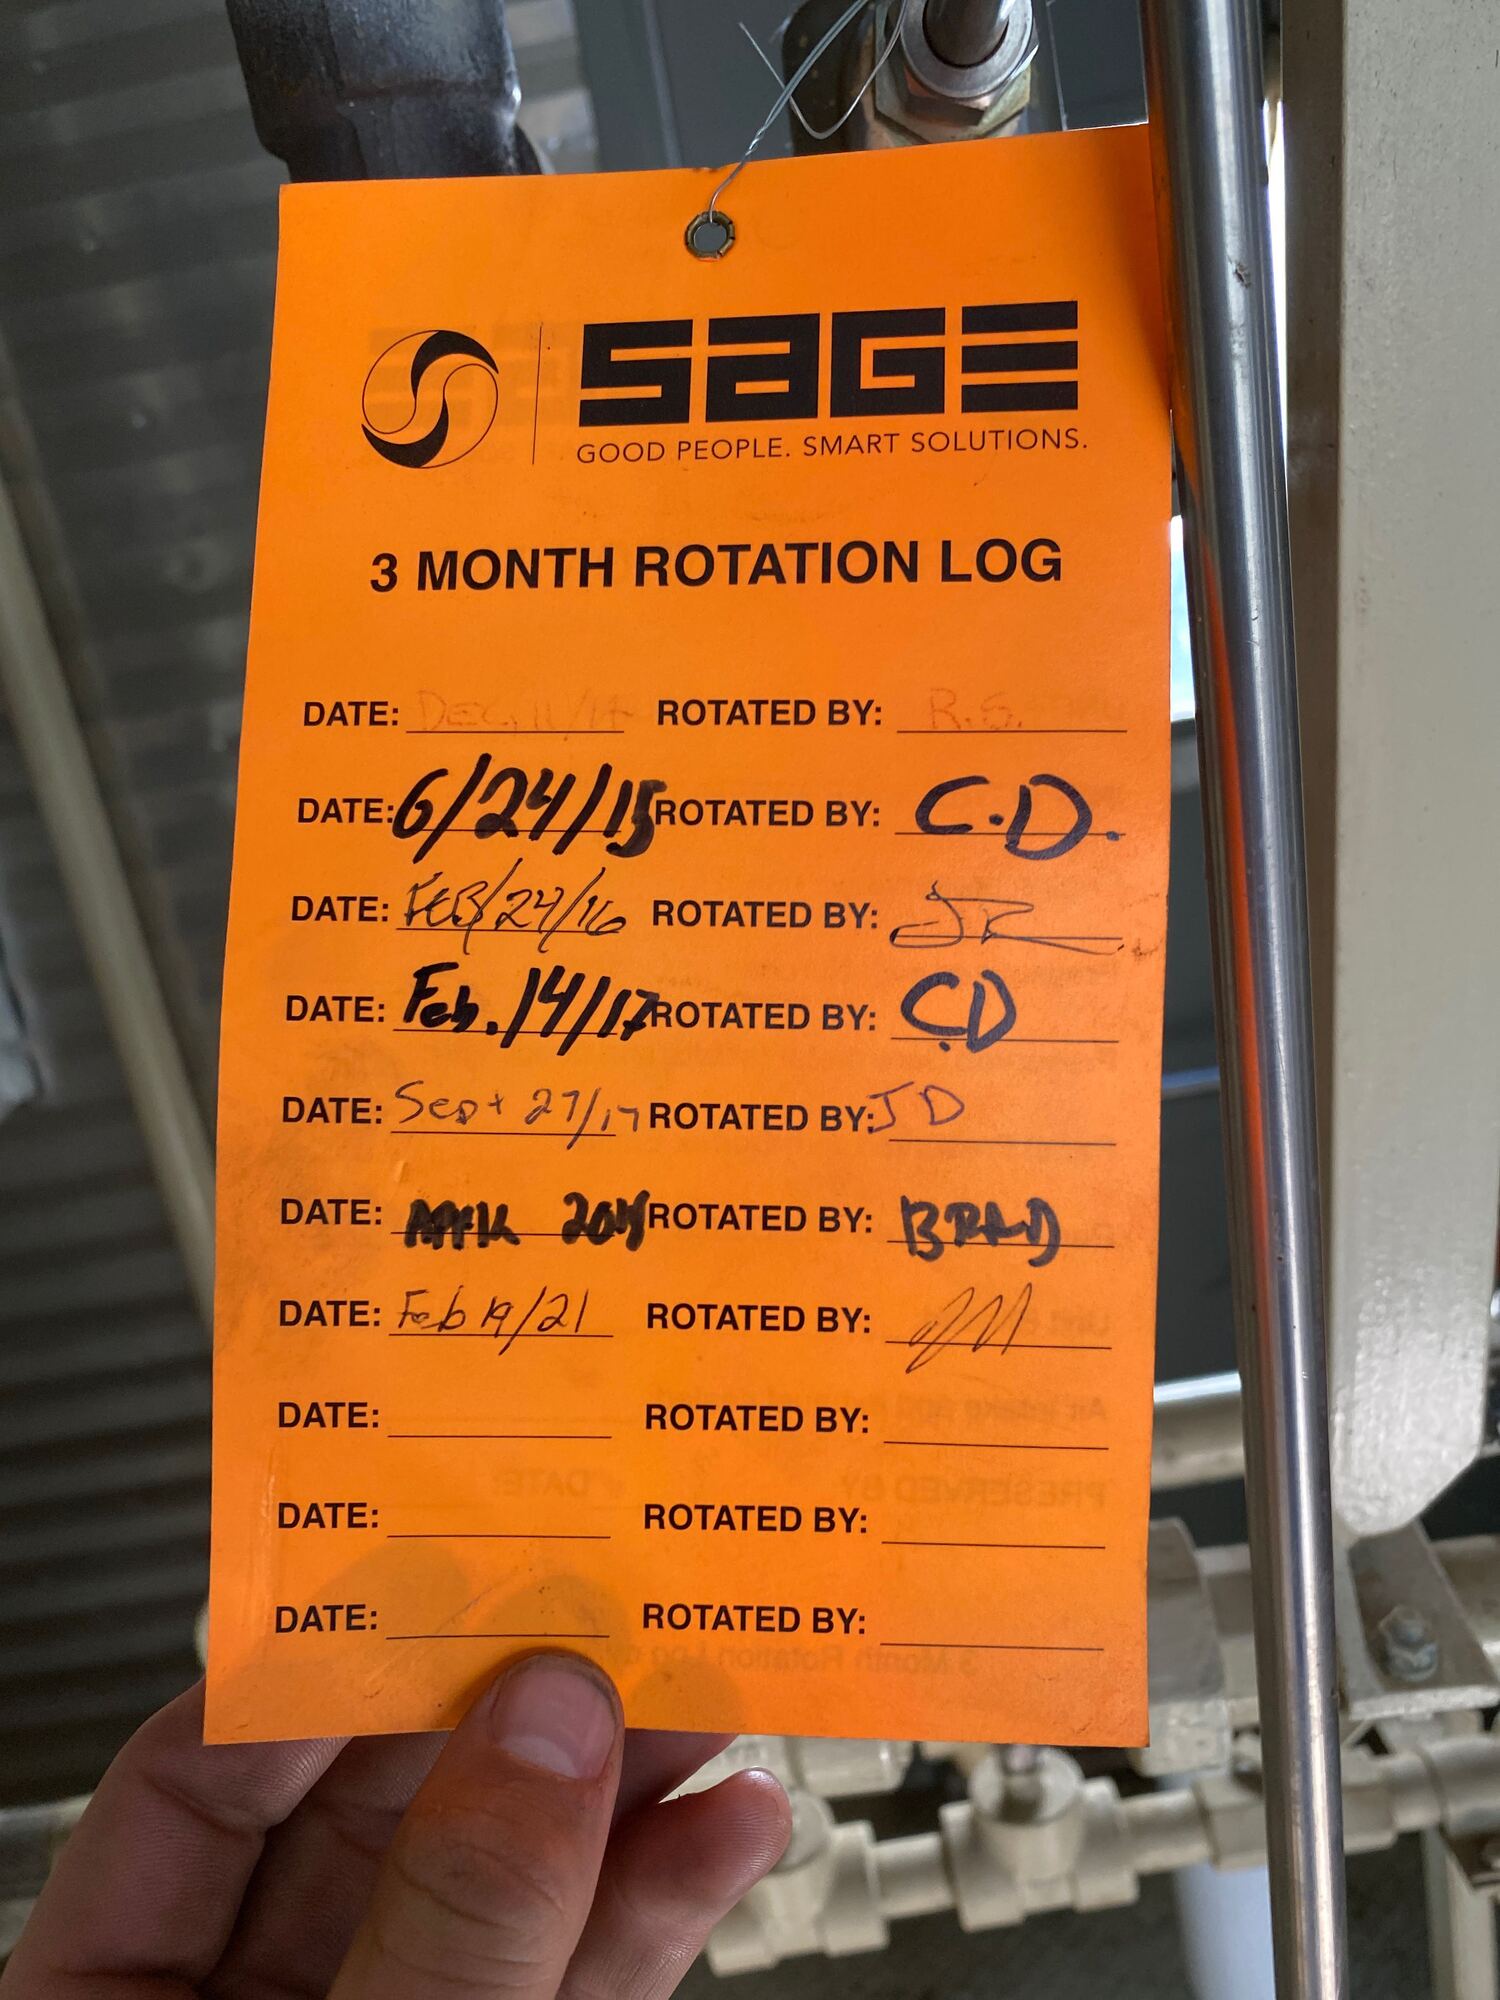 SAGE
GOOD PEOPLE. SMART SOLUTIONS.
3 MONTH ROTATION LOG
DATE: DEC, 11/14 ROTATED BY: R.S.
DATE: 6/24/15 ROTATED BY: C.D.
DATE: FEB/24/16 ROTATED BY:
DATE: Feb. 14/17 ROTATED BY: CD
DATE: Sept 27/17 ROTATED BY: JD
DATE: ROTATED BY: BRAD
DATE: Feb 19/21 ROTATED BY:
DATE: ROTATED BY:
DATE: ROTATED BY:
DATE: ROTATED BY: